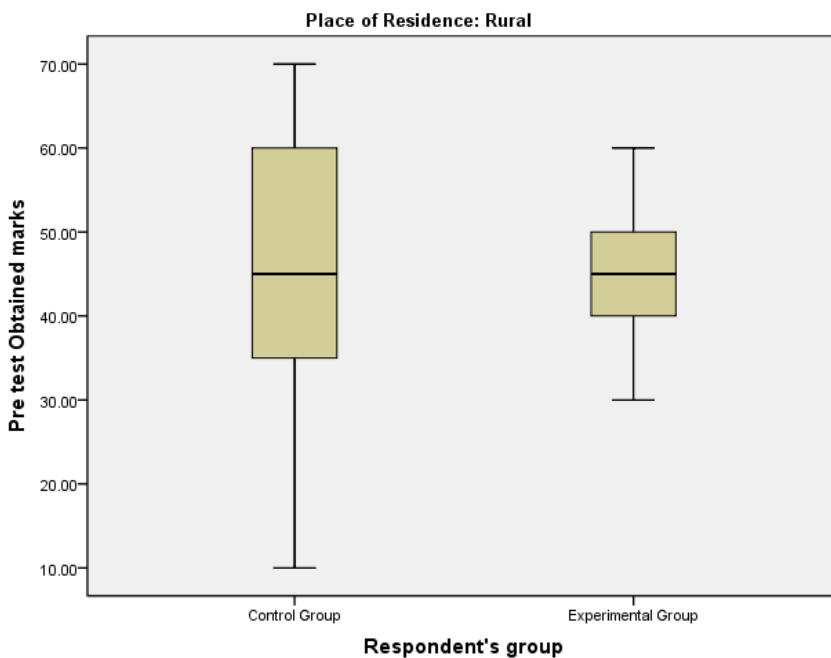 Place of Residence: Rural
Pre test Obtained marks
70.00
60.00
50.00
40.00
30.00
20.00
10.00
Control Group
Experimental Group
Respondent's group